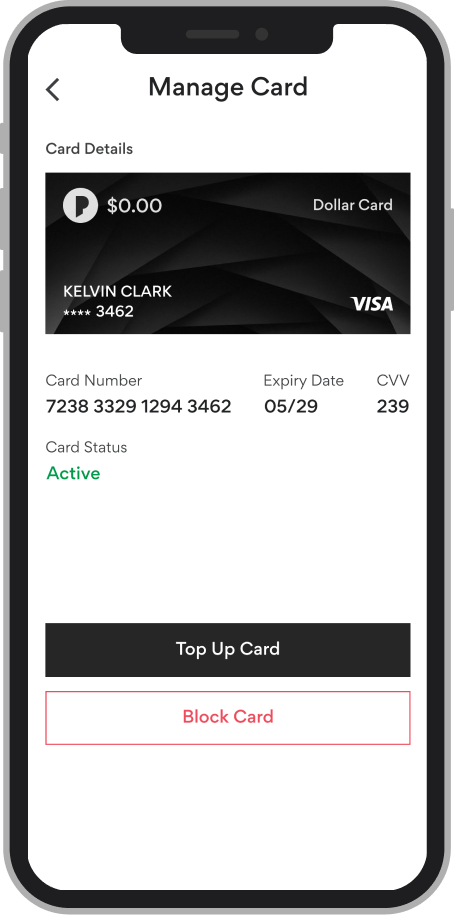 Manage Card
Card Details
$0.00
Dollar Card
KELVIN CLARK
**** 3462
VISA
Card Number
Expiry Date
CVV
7238 3329 1294 3462
05/29
239
Card Status
Active
Top Up Card
Block Card